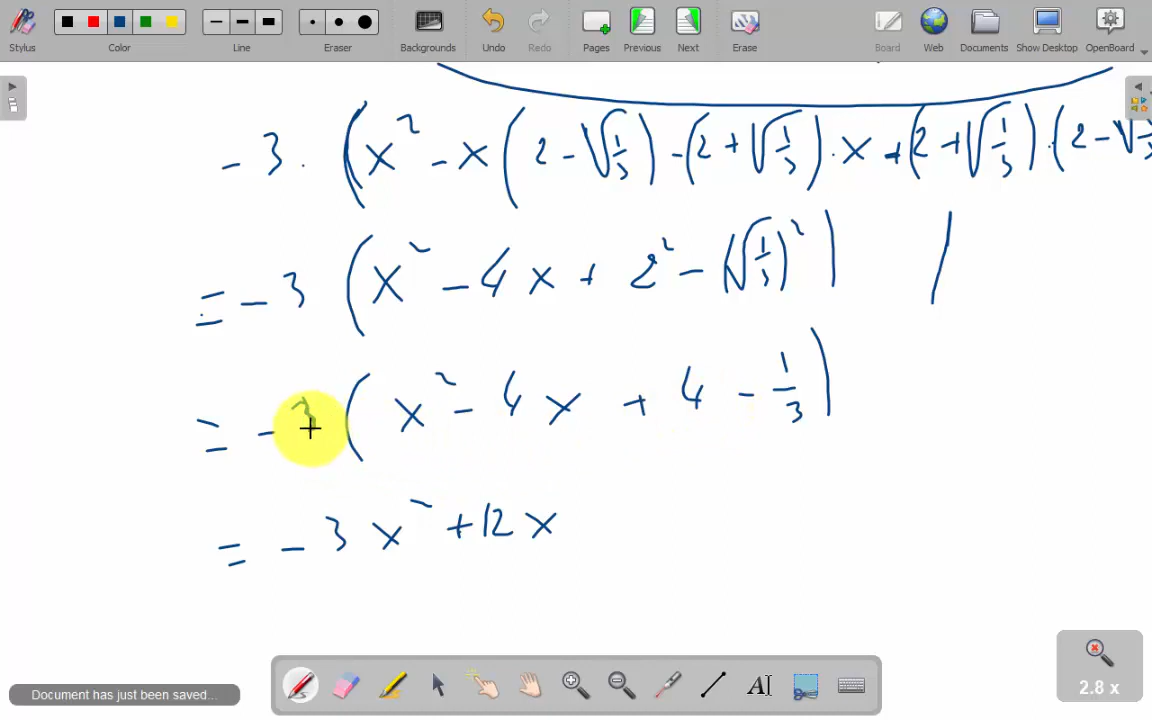 Stylus Color Line Eraser Backgrounds Undo Redo Pages Previous Next Erase Board Web Documents Show Desktop OpenBoard
- 3 · (x² - x(2 - √(1/3)) - (2 + √(1/3)) · x + (2 + √(1/3)) · (2 - √(1/3
= - 3 (x² - 4x + 2² - (√(1/3))²)
= - 3 (x² - 4x + 4 - 1/3)
= - 3x² + 12x
Document has just been saved...
2.8 x